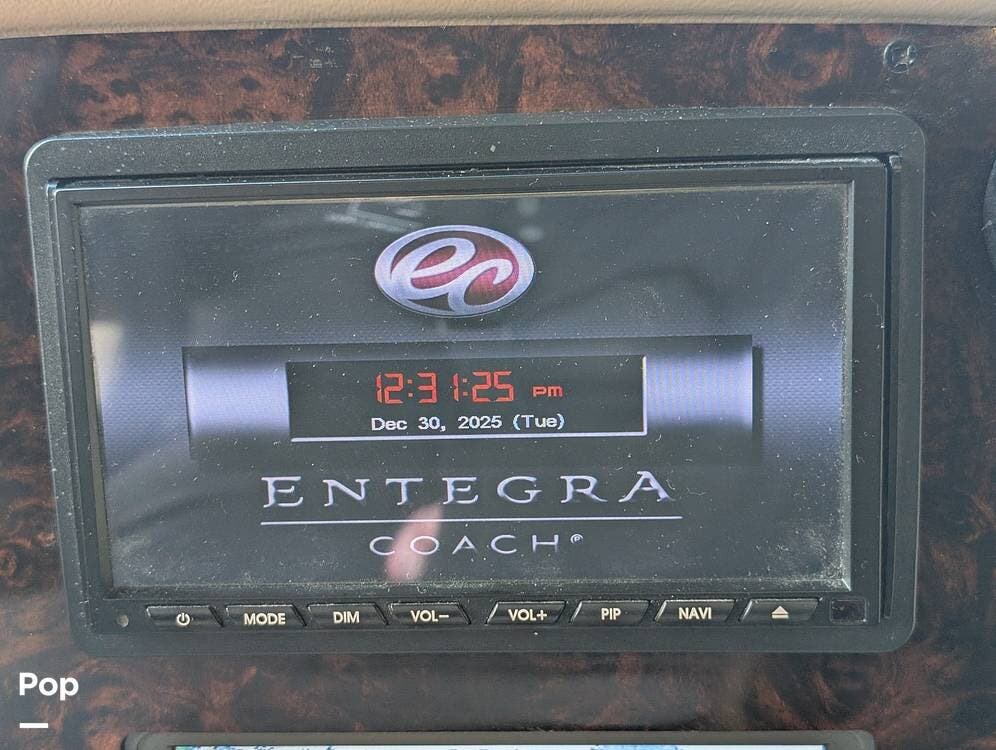 ec
12:31:25 PM
Dec 30, 2025 (Tue)
ENTEGRA
COACH®
MODE DIM VOL− VOL+ PIP NAVI
Pop